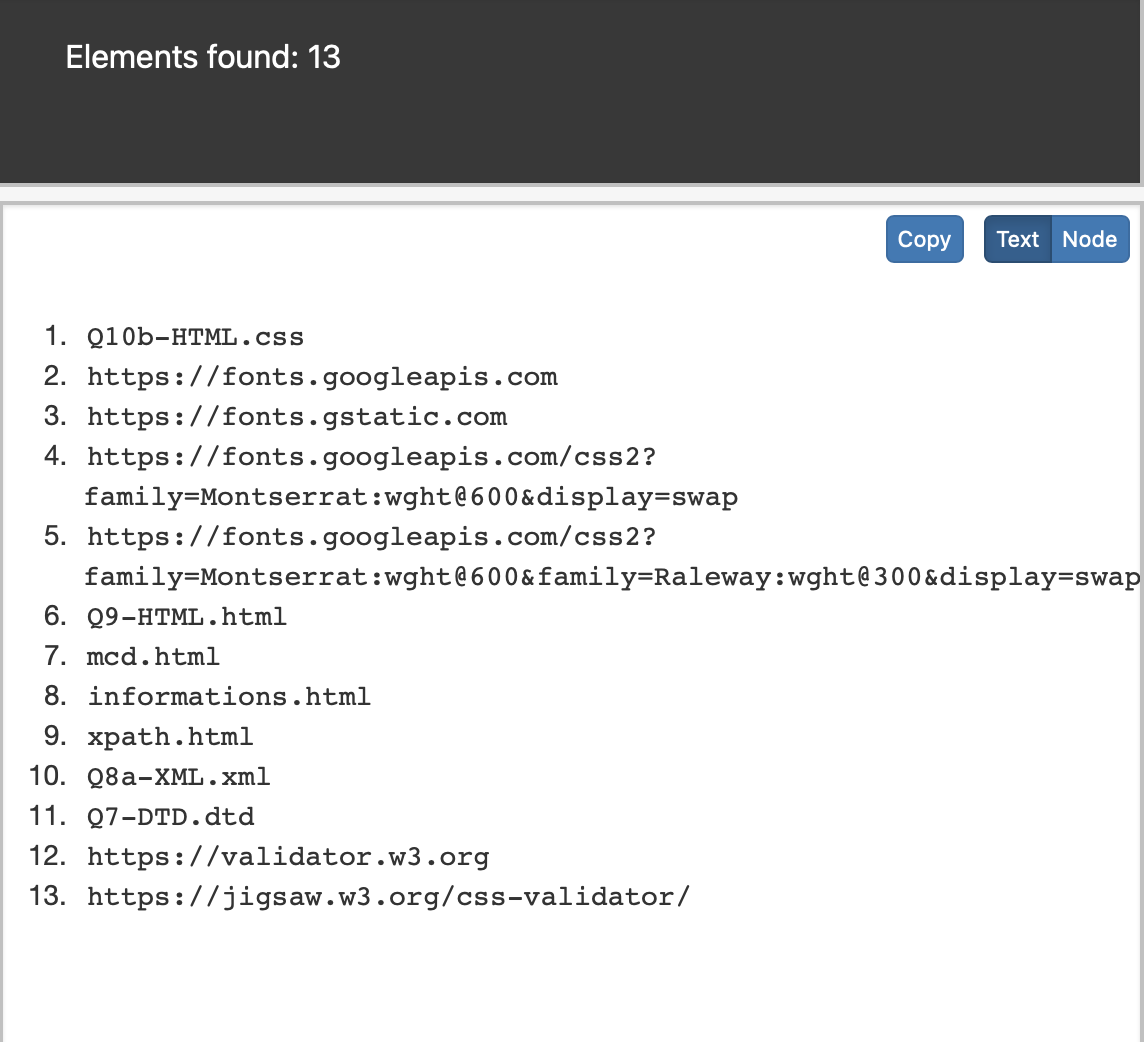 Elements found: 13
Copy
Text
Node
1. Q10b-HTML.css
2. https://fonts.googleapis.com
3. https://fonts.gstatic.com
4. https://fonts.googleapis.com/css2?
family=Montserrat:wght@600&display=swap
5. https://fonts.googleapis.com/css2?
family=Montserrat:wght@600&family=Raleway:wght@300&display=swap
6. Q9-HTML.html
7. mcd.html
8. informations.html
9. xpath.html
10. Q8a-XML.xml
11. Q7-DTD.dtd
12. https://validator.w3.org
13. https://jigsaw.w3.org/css-validator/